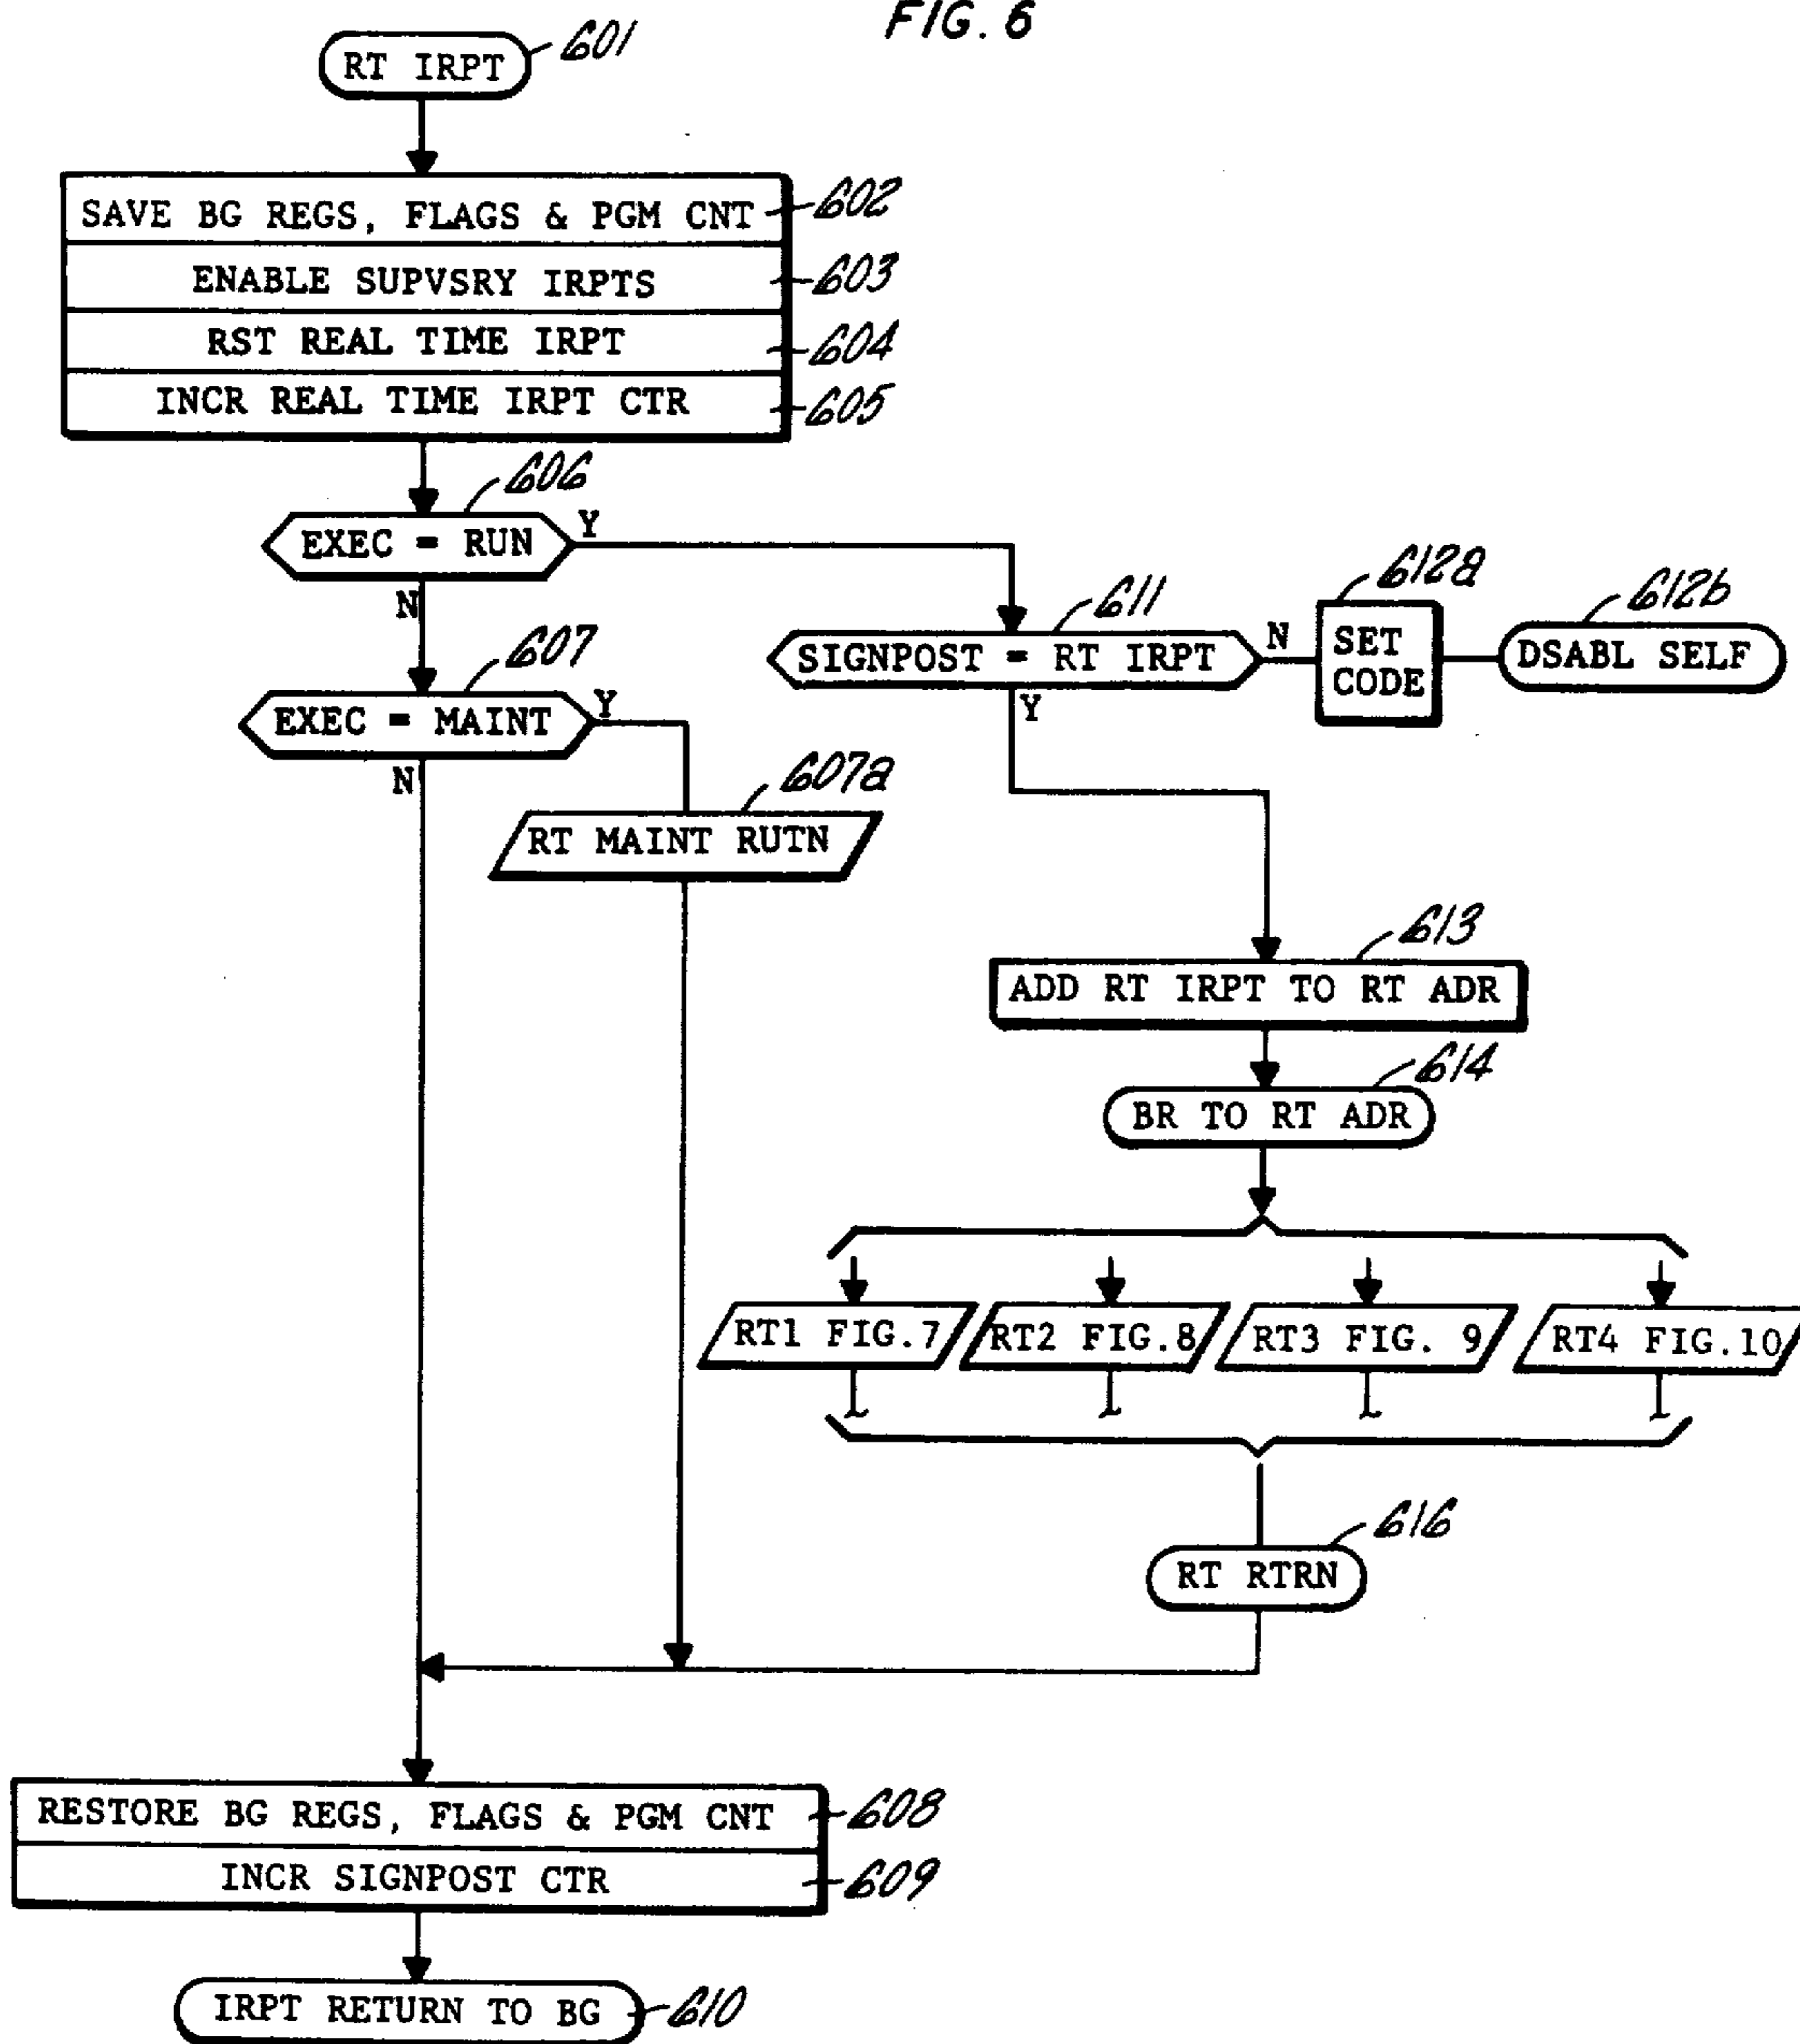 FIG. 6
RT IRPT
601
SAVE BG REGS, FLAGS & PGM CNT
602
ENABLE SUPVSRY IRPTS
603
RST REAL TIME IRPT
604
INCR REAL TIME IRPT CTR
605
606
EXEC = RUN
Y
N
607
EXEC = MAINT
Y
N
607a
RT MAINT RUTN
611
SIGNPOST = RT IRPT
N
Y
612a
SET
CODE
612b
DSABL SELF
613
ADD RT IRPT TO RT ADR
614
BR TO RT ADR
RT1 FIG.7
RT2 FIG.8
RT3 FIG. 9
RT4 FIG.10
616
RT RTRN
RESTORE BG REGS, FLAGS & PGM CNT
608
INCR SIGNPOST CTR
609
IRPT RETURN TO BG
610